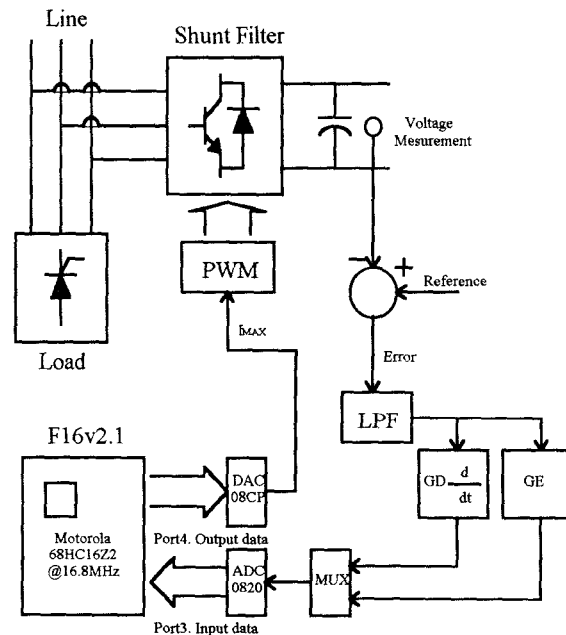 Line
Shunt Filter
Voltage
Mesurement
PWM
Reference
Load
IMAX
Error
LPF
F16v2.1
DAC
08CP
GD d/dt
GE
Motorola
68HC16Z2
@16.8MHz
Port4. Output data
ADC
0820
MUX
Port3. Input data